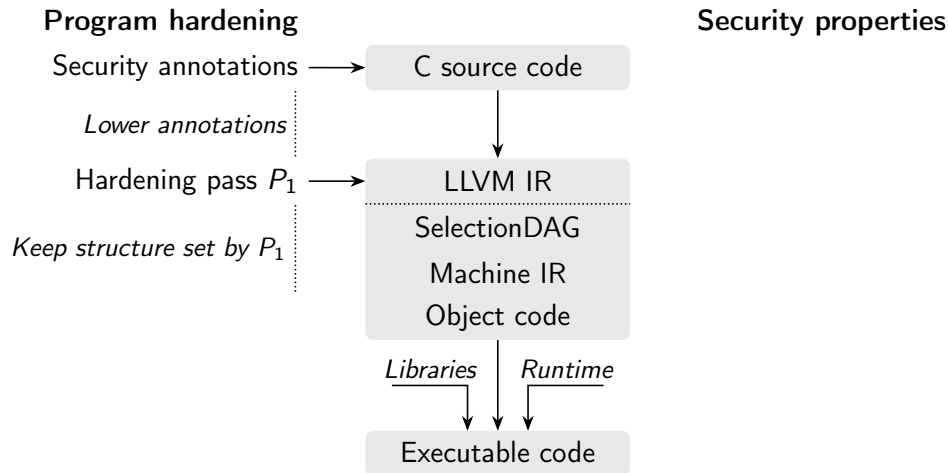 Program hardening
Security properties
Security annotations
C source code
Lower annotations
Hardening pass P₁
LLVM IR
SelectionDAG
Keep structure set by P₁
Machine IR
Object code
Libraries
Runtime
Executable code